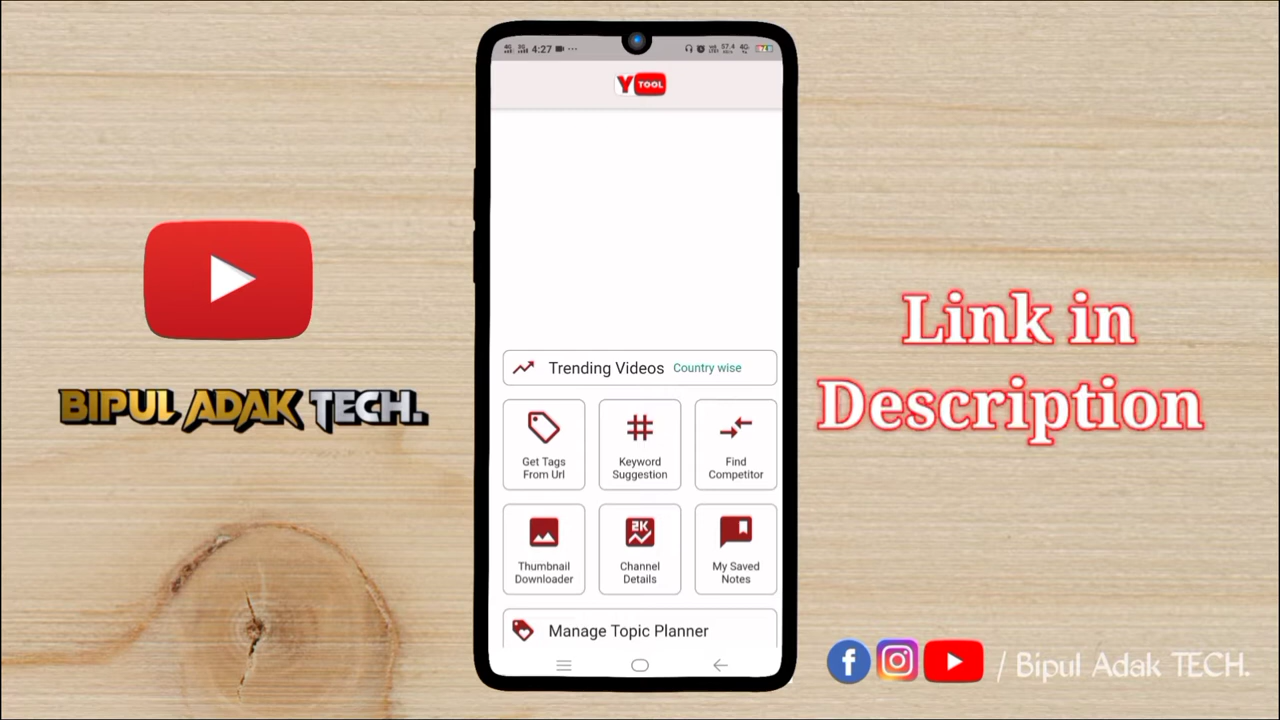 4:27
Y TOOL
Trending Videos Country wise
Get Tags
From Url
Keyword
Suggestion
Find
Competitor
Thumbnail
Downloader
2K
Channel
Details
My Saved
Notes
Manage Topic Planner
BIPUL ADAK TECH.
Link in
Description
/ Bipul Adak TECH.